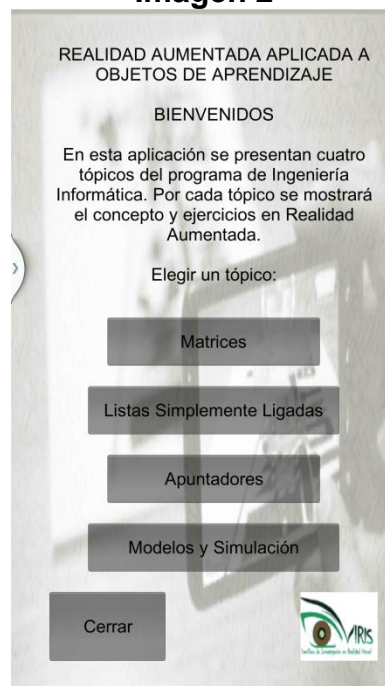 Imagen 2
REALIDAD AUMENTADA APLICADA A
OBJETOS DE APRENDIZAJE
BIENVENIDOS
En esta aplicación se presentan cuatro
tópicos del programa de Ingeniería
Informática. Por cada tópico se mostrará
el concepto y ejercicios en Realidad
Aumentada.
Elegir un tópico:
Matrices
Listas Simplemente Ligadas
Apuntadores
Modelos y Simulación
Cerrar
VIRIS